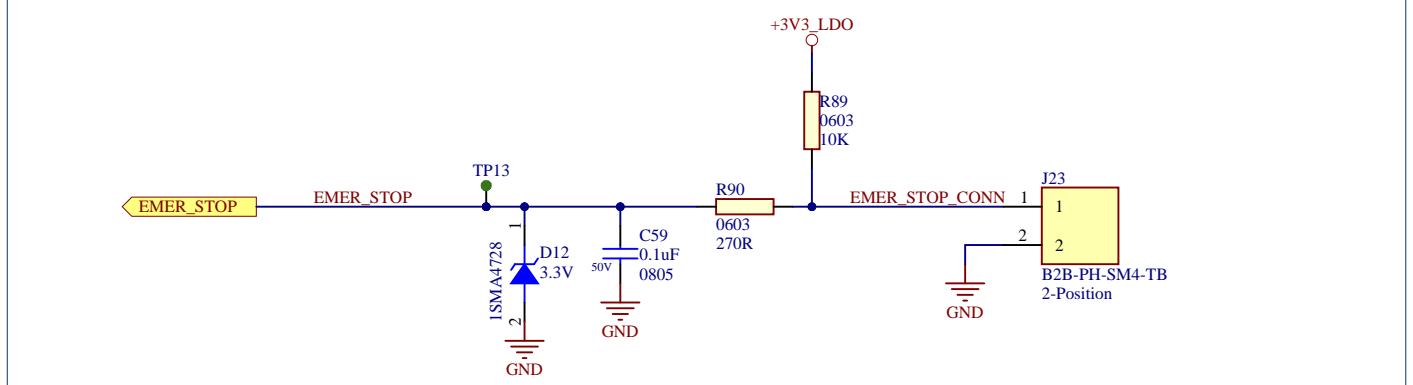 +3V3_LDO
R89
0603
10K
TP13
EMER_STOP
EMER_STOP
R90
0603
270R
EMER_STOP_CONN
J23
1
1
2
2
B2B-PH-SM4-TB
2-Position
GND
1
1SMA4728
D12
3.3V
2
GND
C59
0.1uF
50V
0805
GND